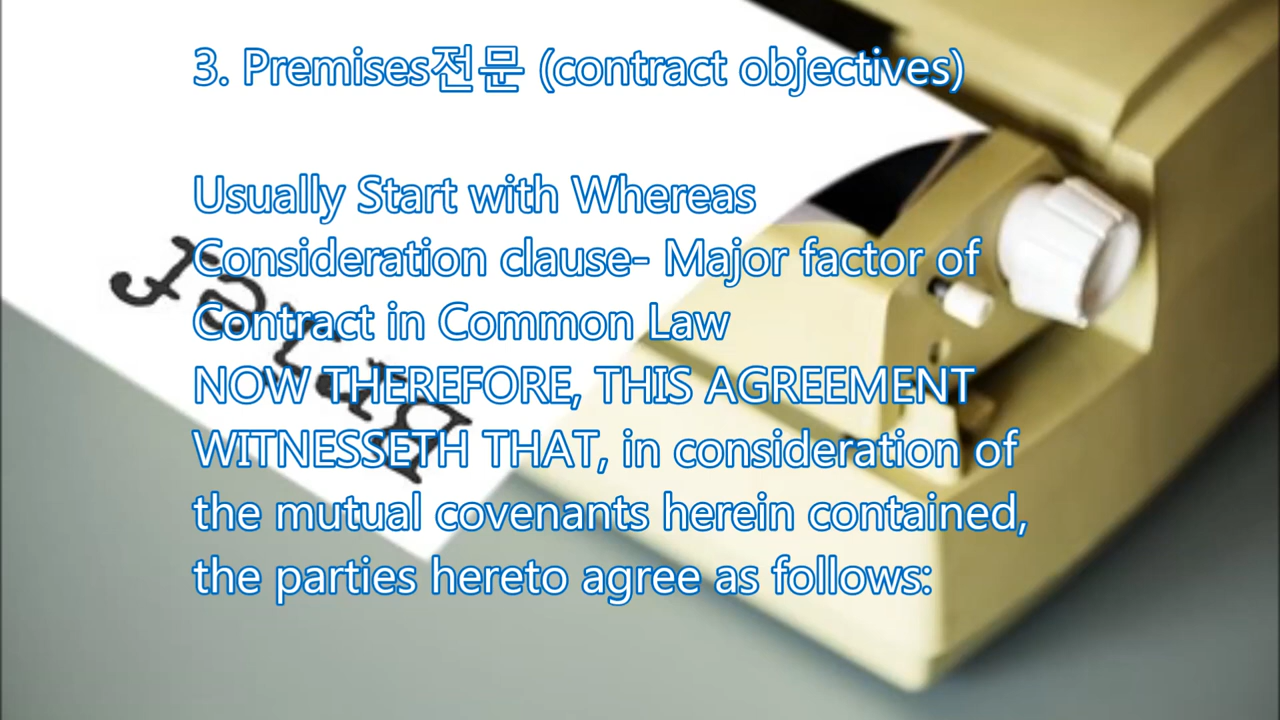 3. Premises전문 (contract objectives)
Usually Start with Whereas
Consideration clause- Major factor of
Contract in Common Law
NOW THEREFORE, THIS AGREEMENT
WITNESSETH THAT, in consideration of
the mutual covenants herein contained,
the parties hereto agree as follows: